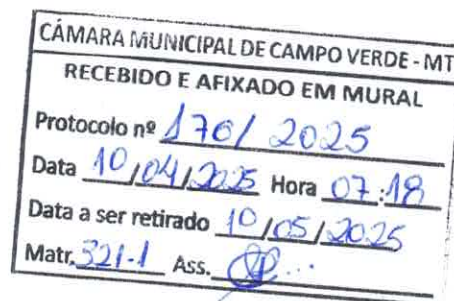 CÂMARA MUNICIPAL DE CAMPO VERDE - MT
RECEBIDO E AFIXADO EM MURAL
Protocolo nº 176/ 2025
Data 10/04/2025 Hora 07:18
Data a ser retirado 10/05/2025
Matr. 321-1 Ass.